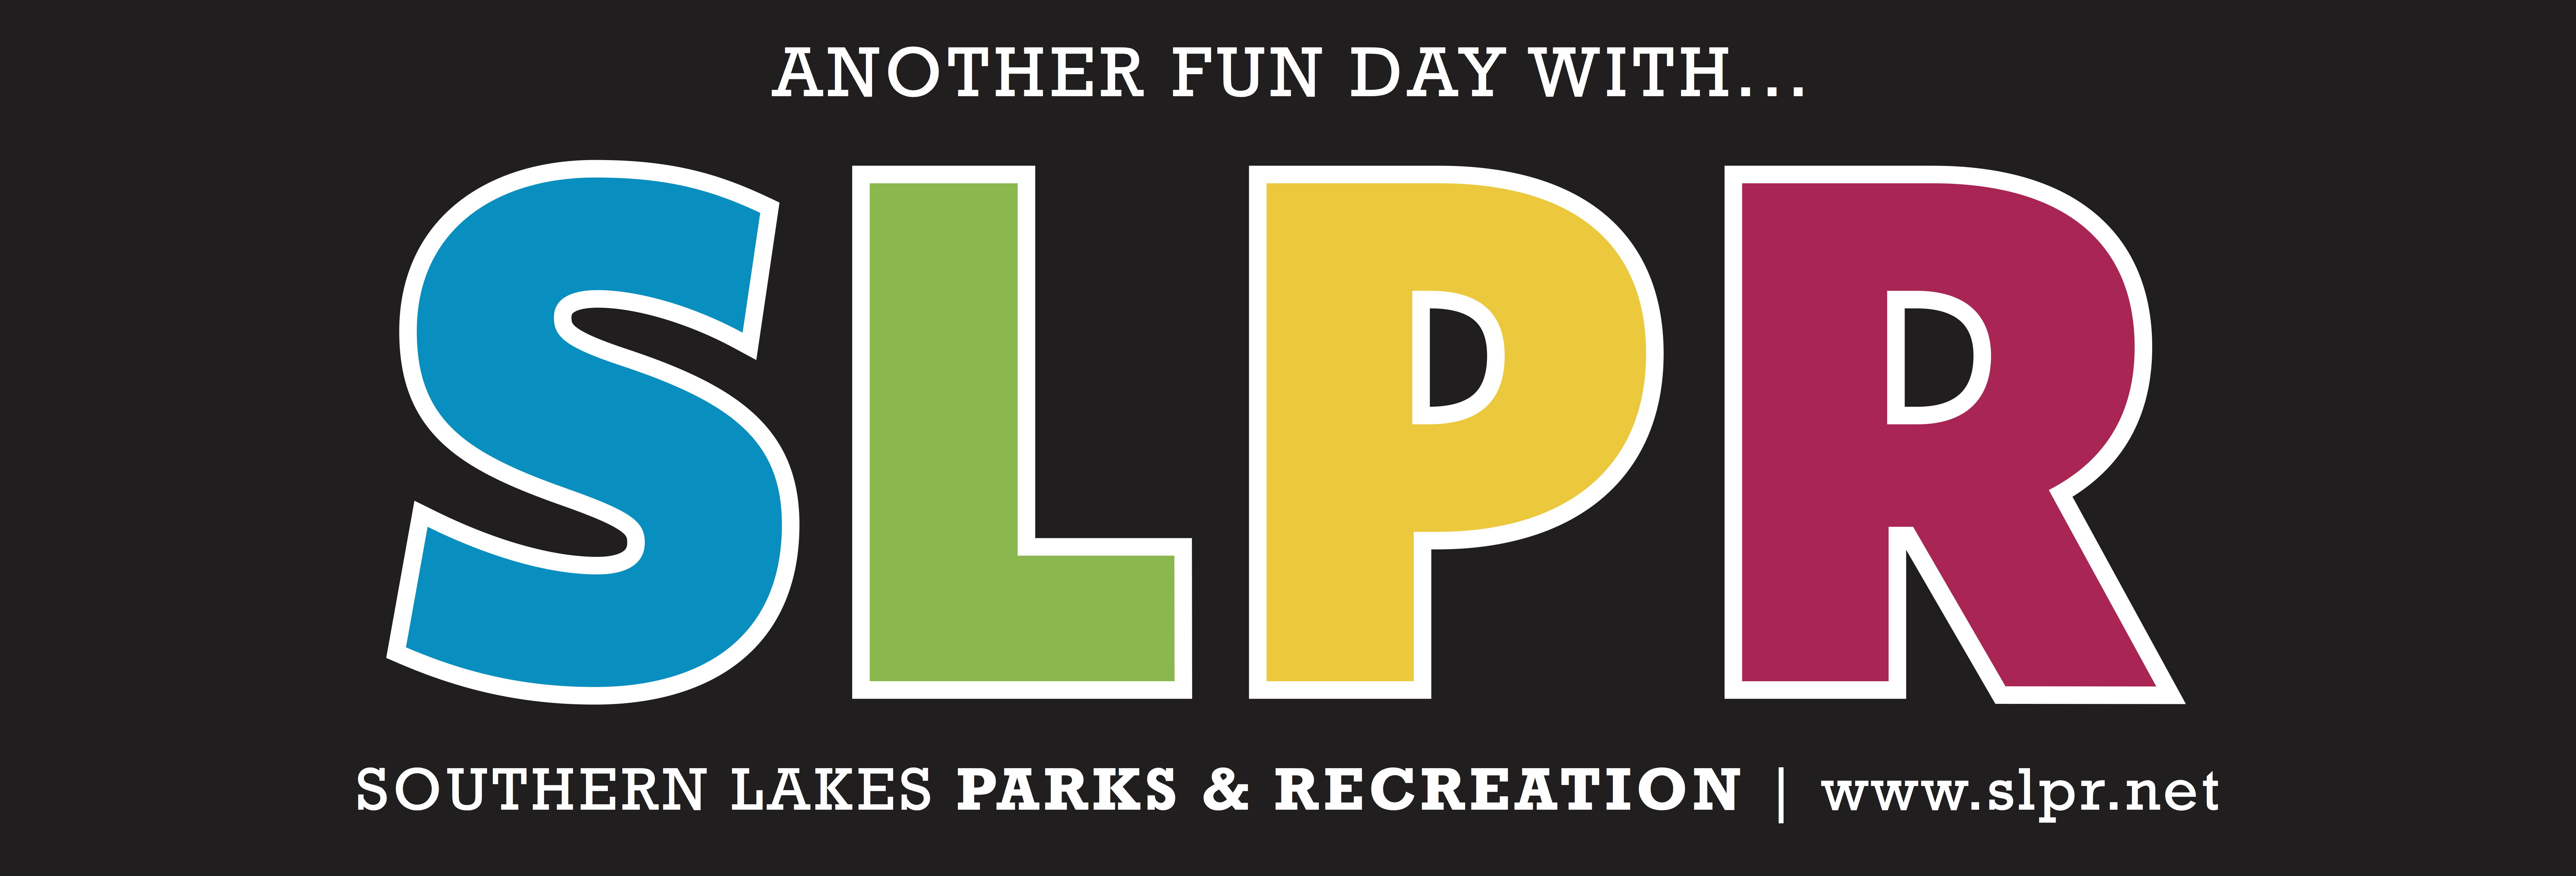 ANOTHER FUN DAY WITH...
SLPR
SOUTHERN LAKES PARKS & RECREATION | www.slpr.net